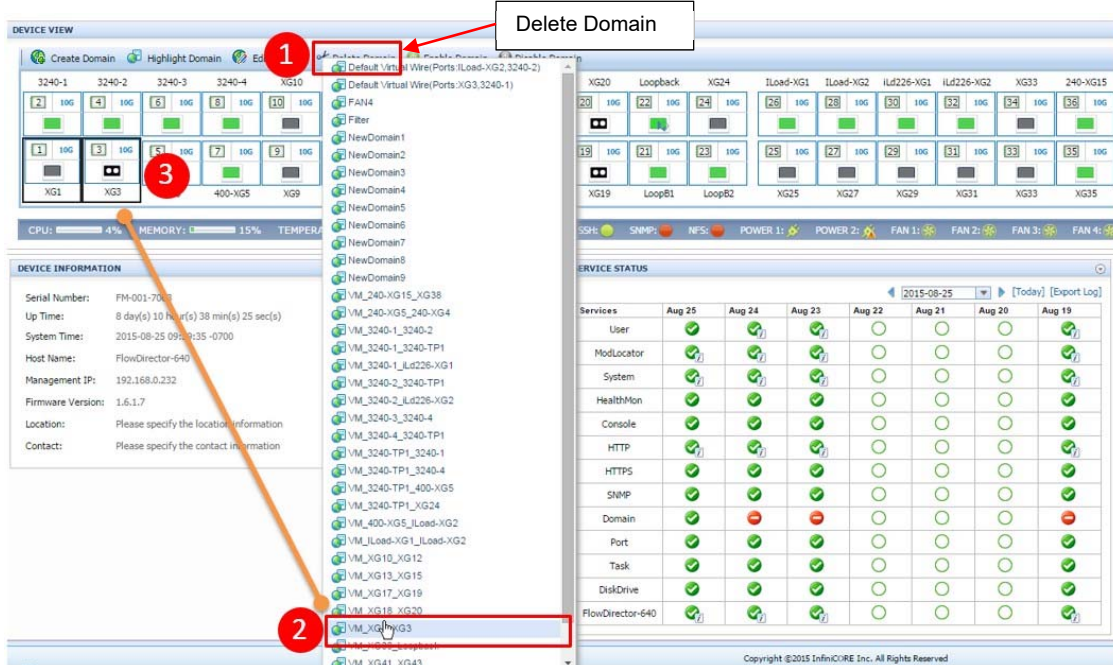 Delete Domain
DEVICE VIEW
Create Domain Highlight Domain Delete Domain Enable Domain Disable Domain
1
3240-1 3240-2 3240-3 3240-4 XG10 XG20 Loopback XG24 ILoad-XG1 ILoad-XG2 iLd226-XG1 iLd226-XG2 XG33 240-XG15
2 10G 4 10G 6 10G 8 10G 10 10G 20 10G 22 10G 24 10G 26 10G 28 10G 30 10G 32 10G 34 10G 36 10G
1 10G 3 10G 5 10G 7 10G 9 10G 19 10G 21 10G 23 10G 25 10G 27 10G 29 10G 31 10G 33 10G 35 10G
3
XG1 XG3 400-XG5 XG9 XG19 LoopB1 LoopB2 XG25 XG27 XG29 XG31 XG33 XG35
CPU: 4% MEMORY: 15% SSH: SNMP: NFS: POWER 1: POWER 2: FAN 1: FAN 2: FAN 3: FAN 4:
Default Virtual Wire(Ports:ILoad-XG2,3240-2)
Default Virtual Wire(Ports:XG3,3240-1)
FAN4
Filter
NewDomain1
NewDomain2
NewDomain3
NewDomain4
NewDomain5
NewDomain6
NewDomain7
NewDomain8
NewDomain9
VM_240-XG15_XG38
VM_240-XG5_240-XG4
VM_3240-1_3240-2
VM_3240-1_3240-TP1
VM_3240-1_iLd226-XG1
VM_3240-2_3240-TP1
VM_3240-2_iLd226-XG2
VM_3240-3_3240-4
VM_3240-4_3240-TP1
VM_3240-TP1_3240-1
VM_3240-TP1_3240-4
VM_3240-TP1_400-XG5
VM_3240-TP1_XG24
VM_400-XG5_ILoad-XG2
VM_ILoad-XG1_ILoad-XG2
VM_XG10_XG12
VM_XG13_XG15
VM_XG17_XG19
VM_XG18_XG20
2
XG3
VM_XG41_XG43
DEVICE INFORMATION
Serial Number:
Up Time: 8 day(s) 10 hour(s) 38 min(s) 25 sec(s)
System Time: 2015-08-25 -0700
Host Name: FlowDirector-640
Management IP: 192.168.0.232
Firmware Version: 1.6.1.7
Location: Please specify the location information
Contact: Please specify the contact information
SERVICE STATUS
2015-08-25 [Today] [Export Log]
Services Aug 25 Aug 24 Aug 23 Aug 22 Aug 21 Aug 20 Aug 19
User
ModLocator
System
HealthMon
Console
HTTP
HTTPS
SNMP
Domain
Port
Task
DiskDrive
FlowDirector-640
Copyright ©2015 InfiniCORE Inc. All Rights Reserved